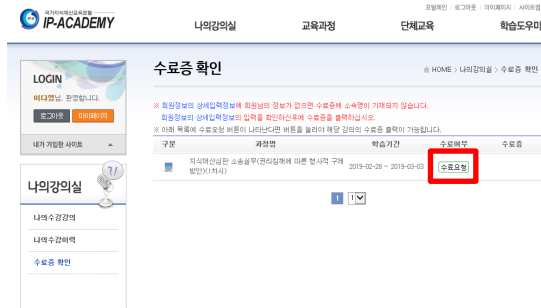 포털메인 | 로그아웃 | 마이페이지 | 사이트맵
국가지식재산교육포털
IP-ACADEMY
나의강의실 교육과정 단체교육 학습도우미
LOGIN
이다영님, 환영합니다.
로그아웃 마이페이지
내가 가입한 사이트
나의강의실
나의수강강의
나의수강이력
수료증 확인
수료증 확인
HOME > 나의강의실 > 수료증 확인
※ 회원정보의 상세입력정보에 회원님의 정보가 없으면 수료증에 소속명이 기재되지 않습니다.
회원정보의 상세입력정보의 입력을 확인하신후에 수료증을 출력하십시오.
※ 아래 목록에 수료요청 버튼이 나타난다면 버튼을 눌러야 해당 강의의 수료증 출력이 가능합니다.
구분 과정명 학습기간 수료여부 수료증
지식재산심판 소송실무(권리침해에 따른 형사적 구제
방안)(1차시) 2019-02-28 ~ 2019-03-03 수료요청
1 1